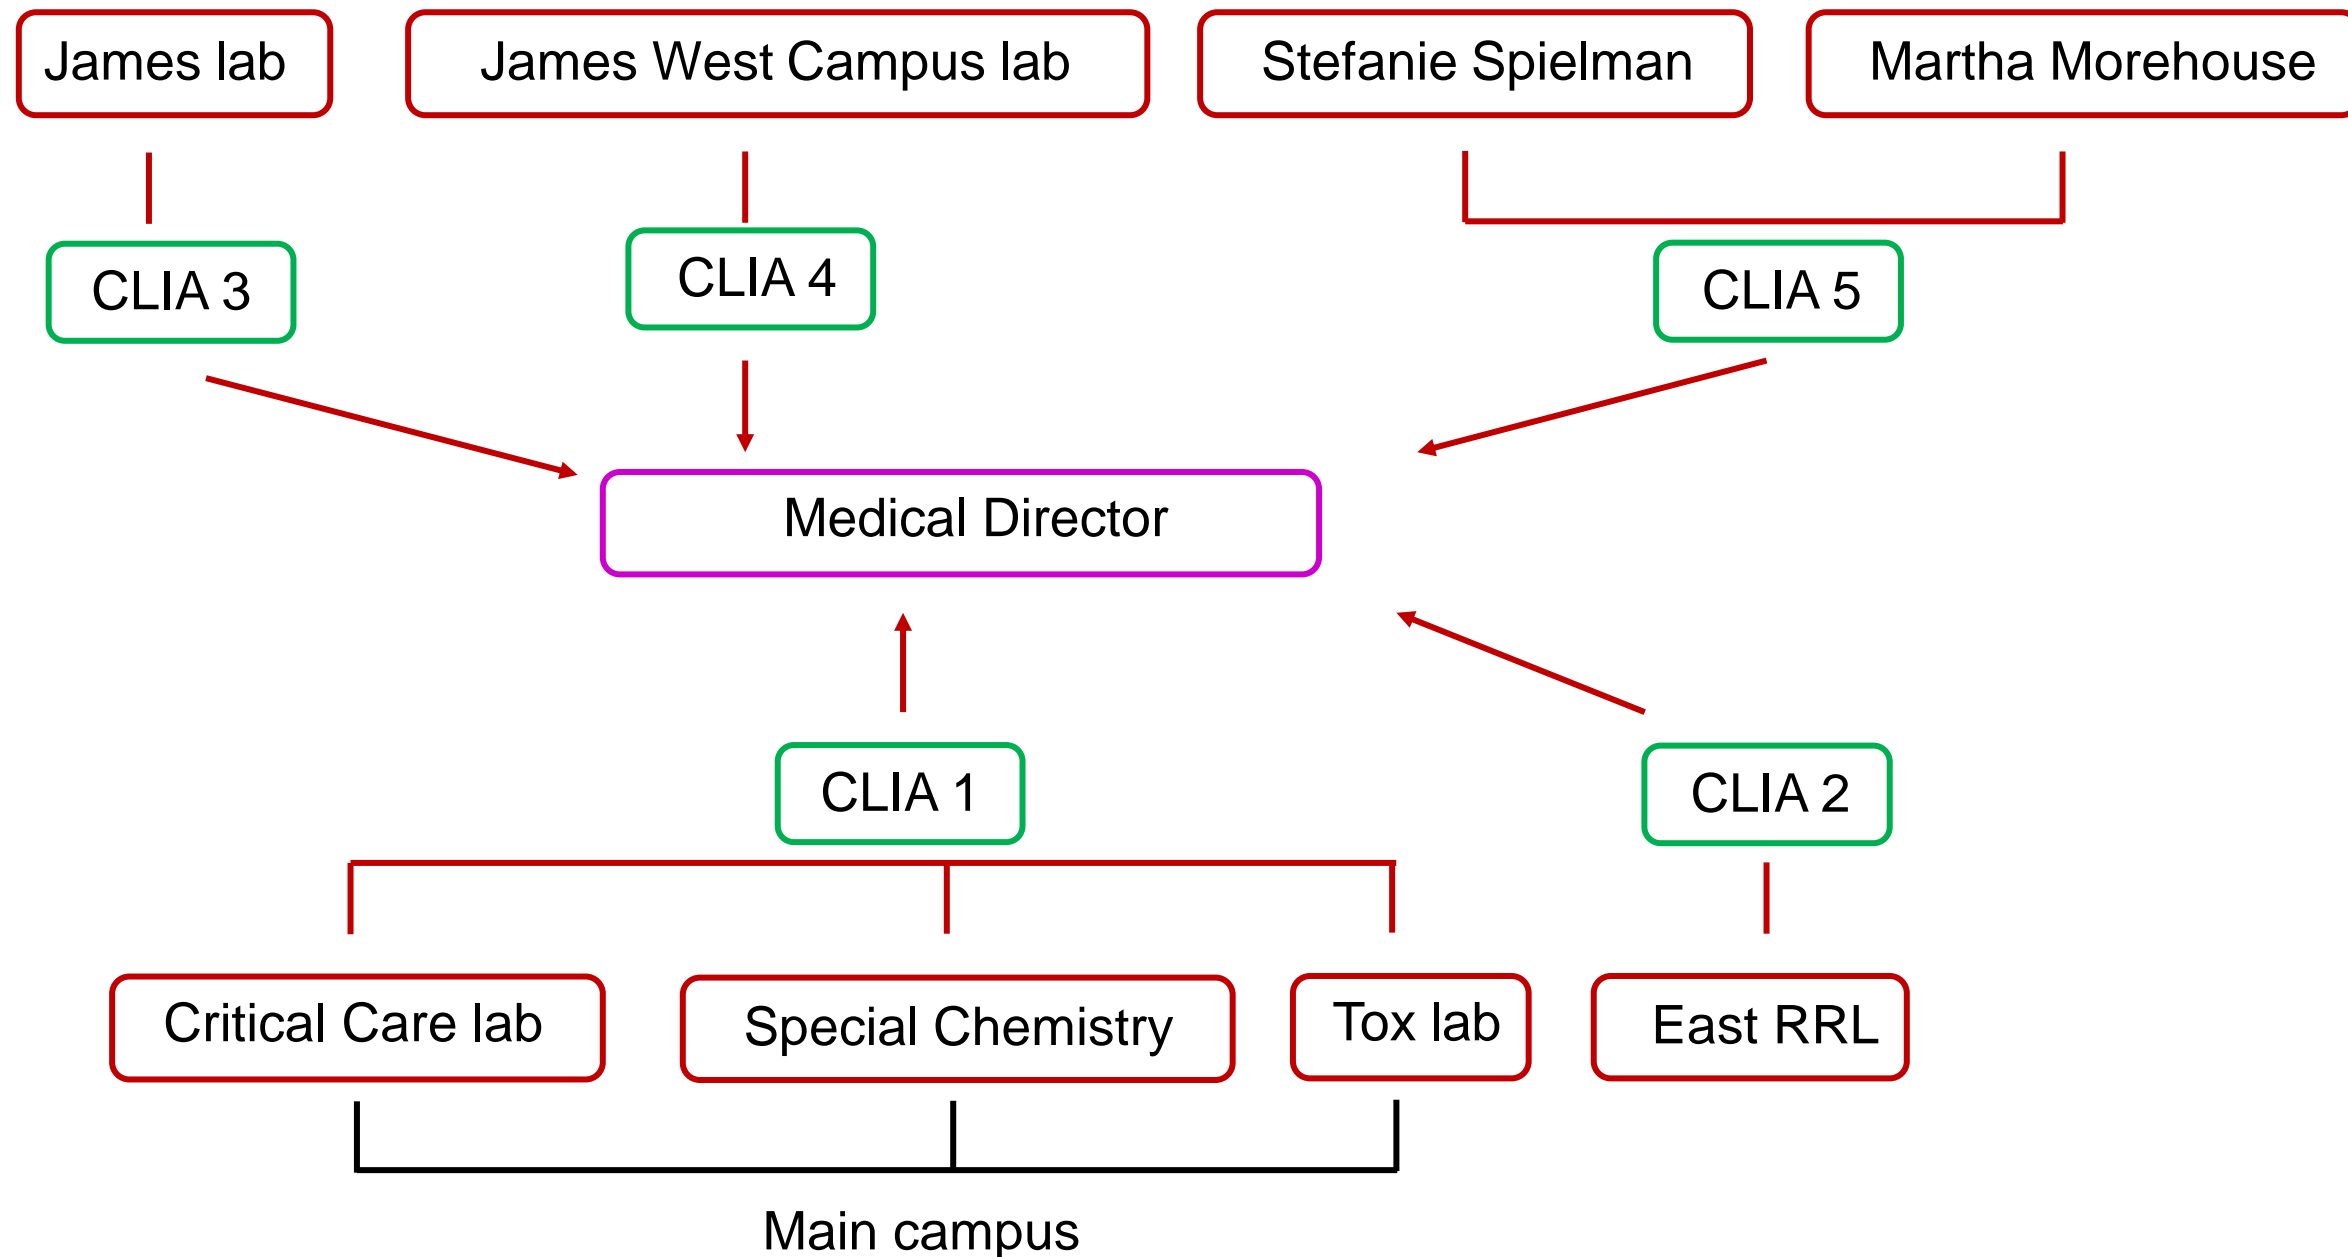 James lab
James West Campus lab
Stefanie Spielman
Martha Morehouse
CLIA 3
CLIA 4
CLIA 5
Medical Director
CLIA 1
CLIA 2
Critical Care lab
Special Chemistry
Tox lab
East RRL
Main campus